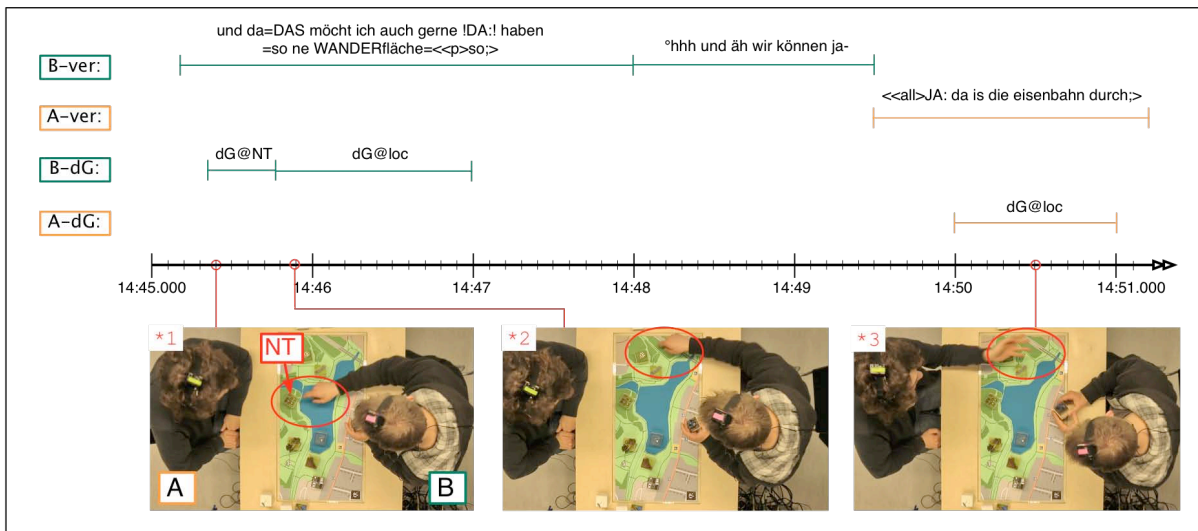 und da=DAS möcht ich auch gerne !DA:! haben
=so ne WANDERfläche=<<p>so;>
°hhh und äh wir können ja-
B-ver:
<<all>JA: da is die eisenbahn durch;>
A-ver:
dG@NT
dG@loc
B-dG:
dG@loc
A-dG:
14:45.000
14:46
14:47
14:48
14:49
14:50
14:51.000
*1
NT
A
B
*2
*3